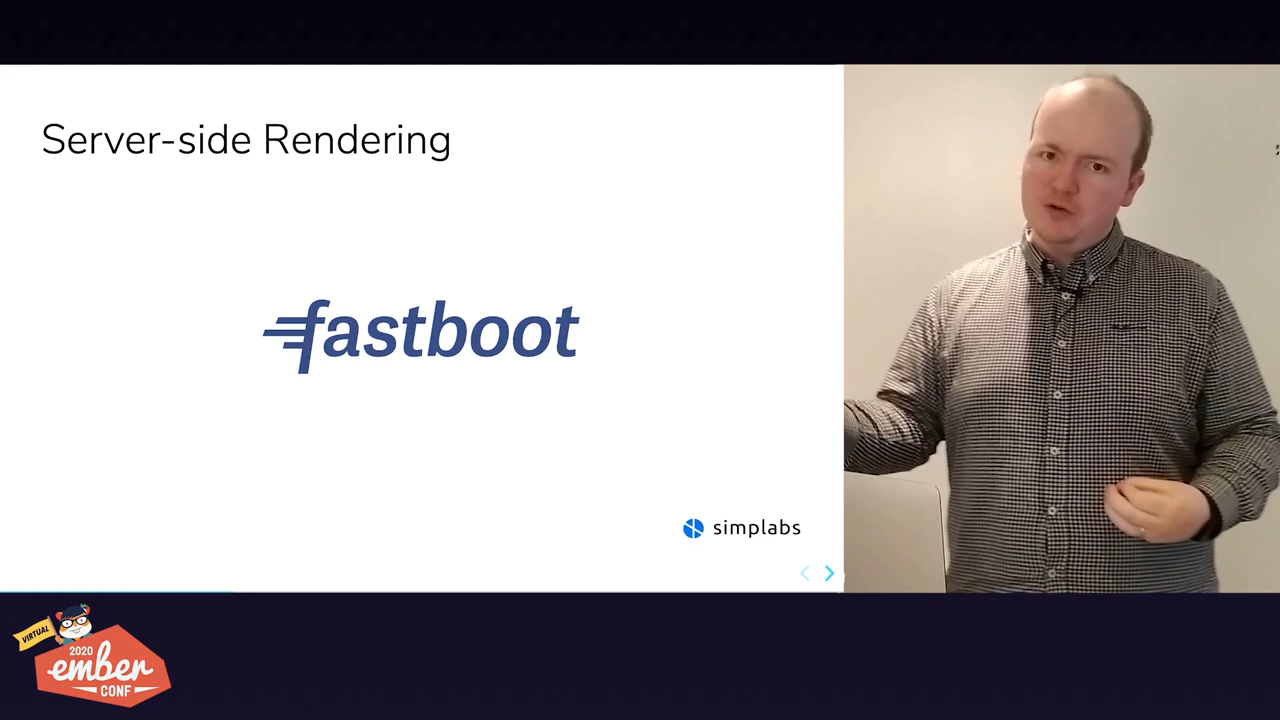 Server-side Rendering
fastboot
simplabs
VIRTUAL
2020
ember
CONF